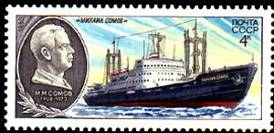 «МИХАИЛ СОМОВ»
ПОЧТА
СССР
4К
М.М.СОМОВ
1908-1973